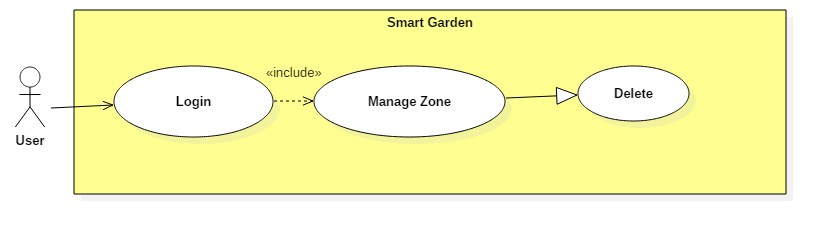 Smart Garden
«include»
Login
Manage Zone
Delete
User